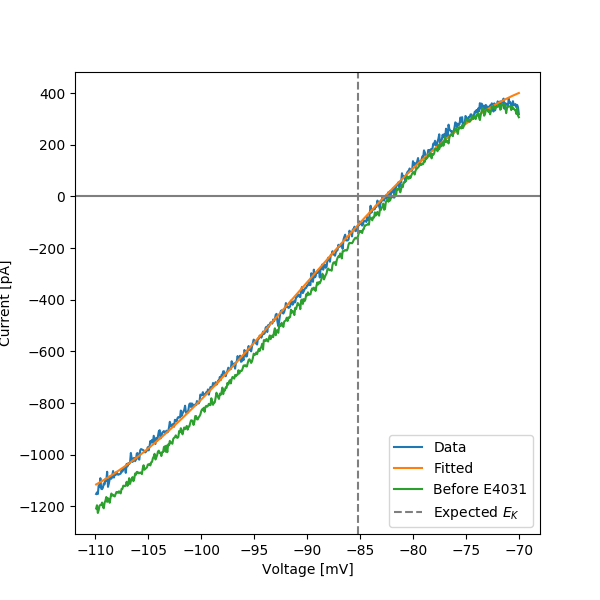 400
200
0
−200
−400
−600
−800
−1000
−1200
Current [pA]
Data
Fitted
Before E4031
Expected $E_K$
−110 −105 −100 −95 −90 −85 −80 −75 −70
Voltage [mV]